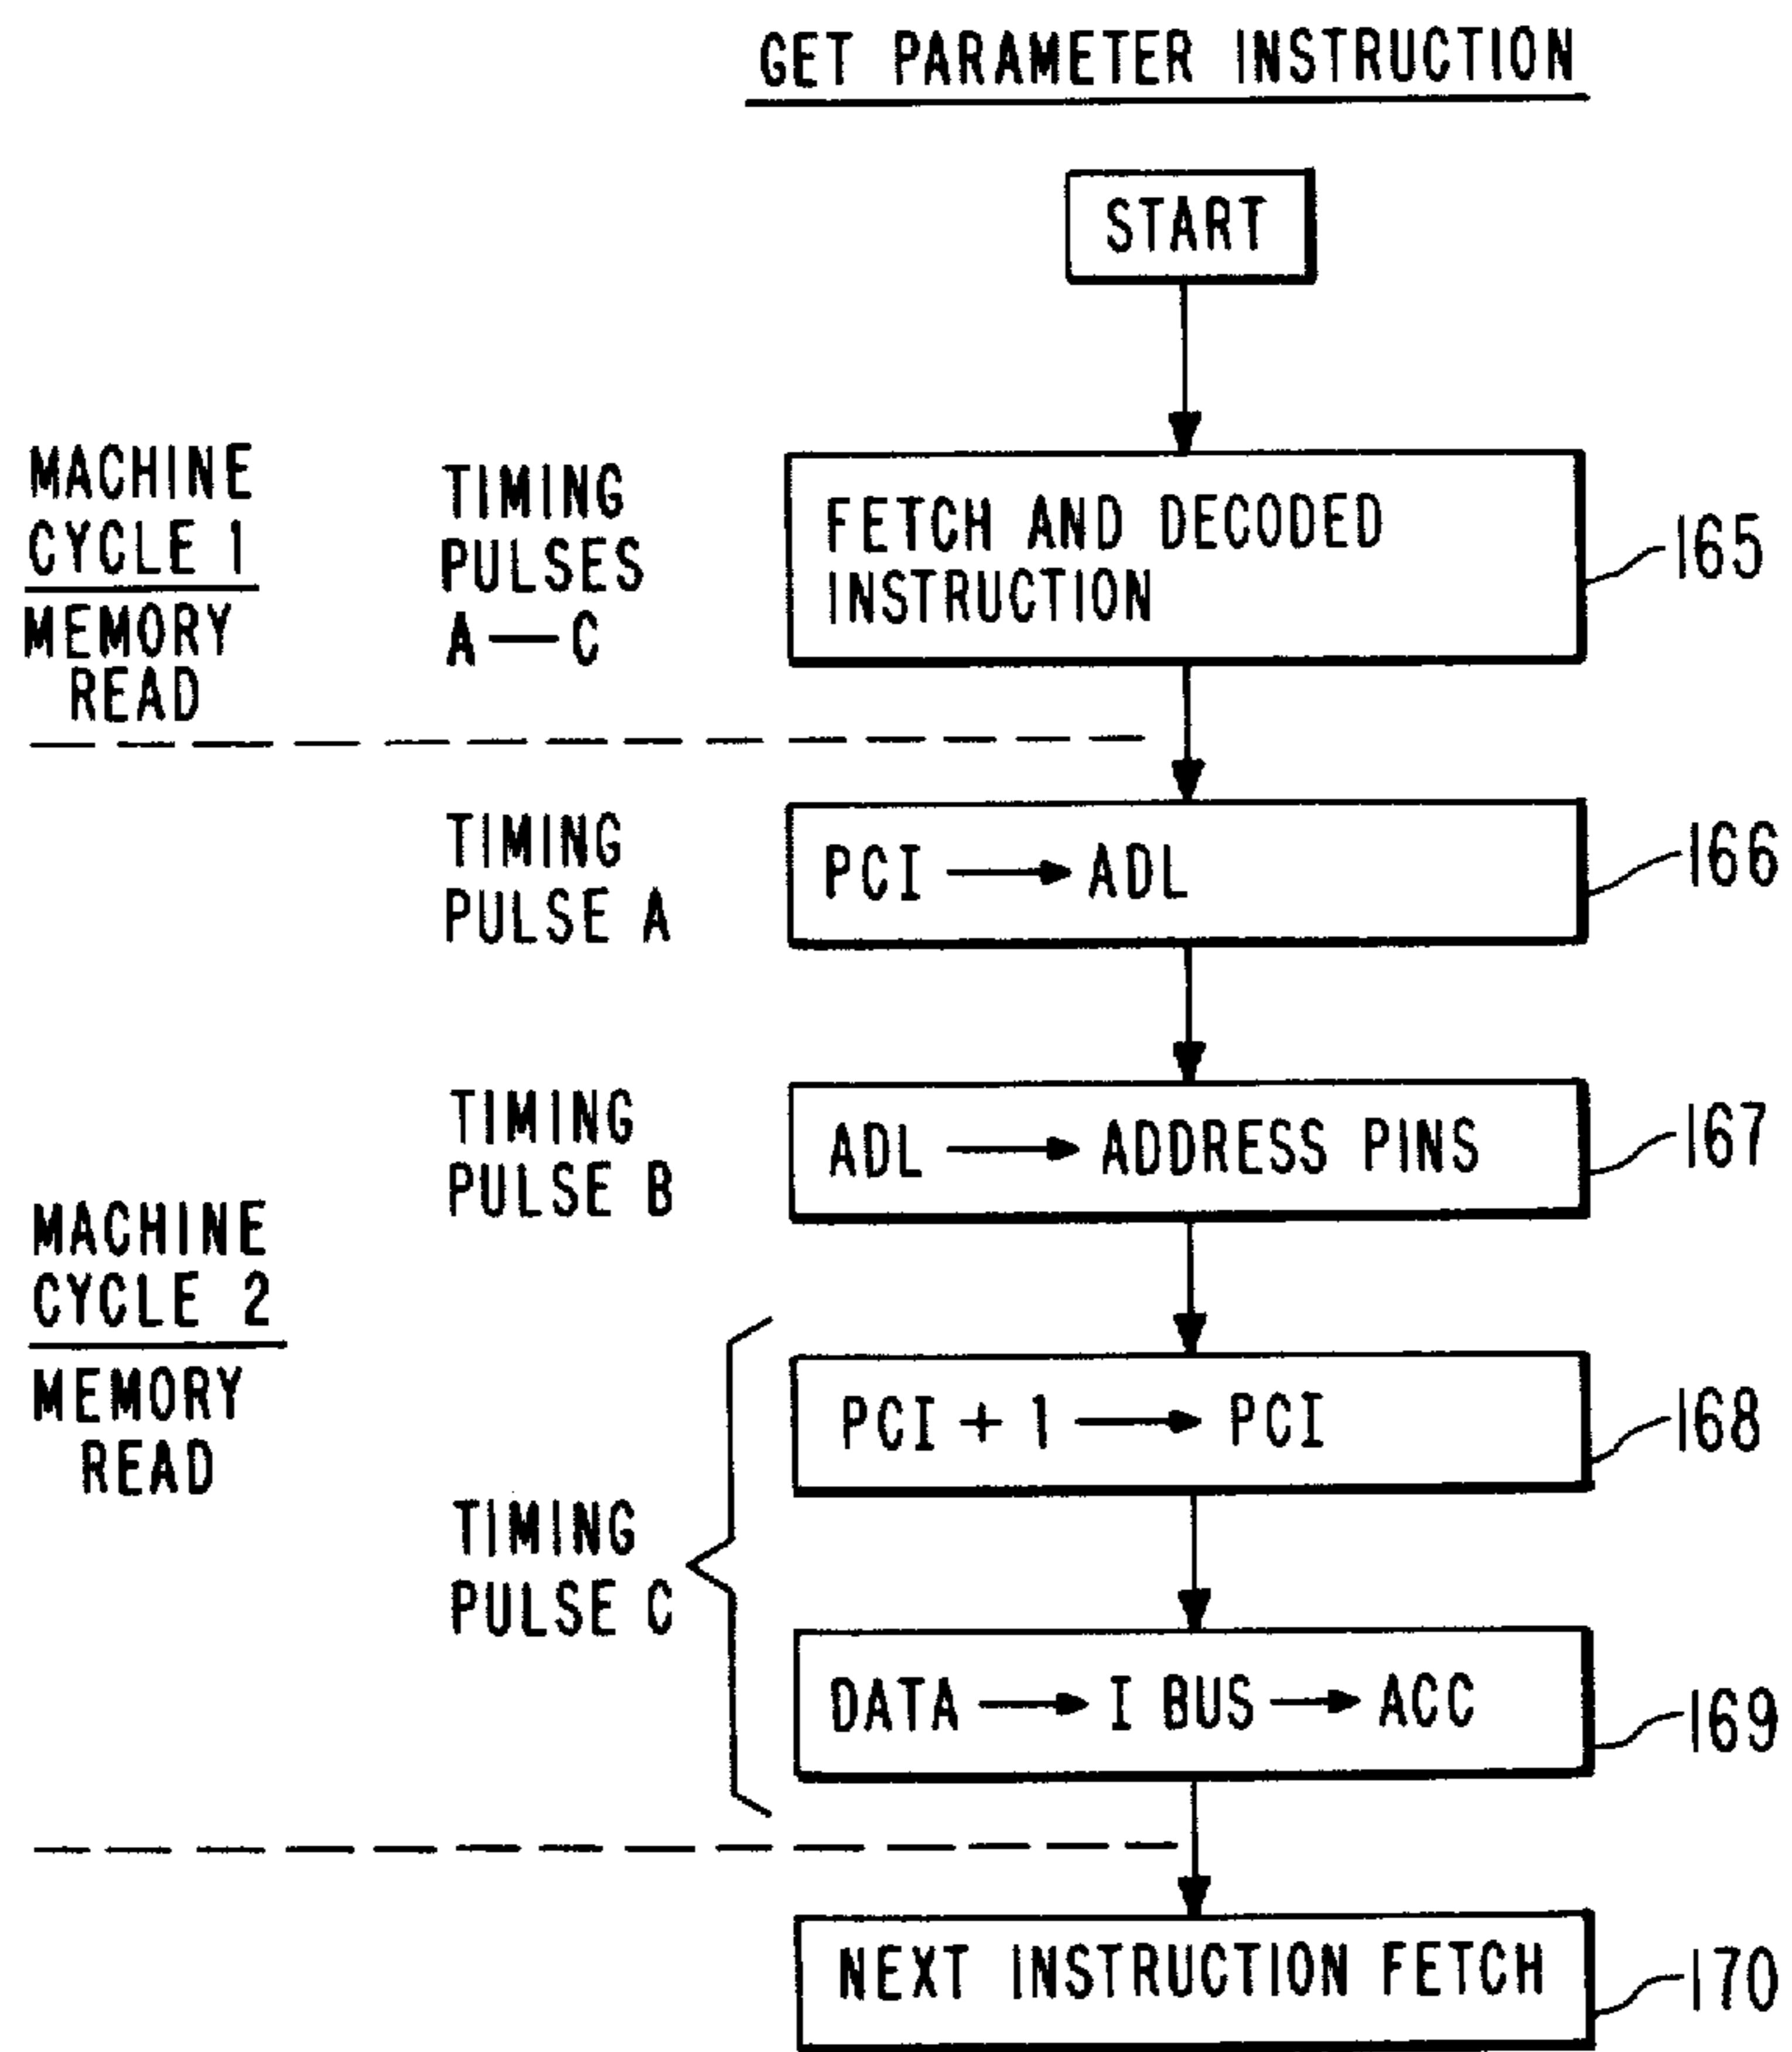 GET PARAMETER INSTRUCTION
START
MACHINE
CYCLE 1
MEMORY
READ
TIMING
PULSES
A—C
FETCH AND DECODED
INSTRUCTION
165
TIMING
PULSE A
PCI → ADL
166
TIMING
PULSE B
ADL → ADDRESS PINS
167
MACHINE
CYCLE 2
MEMORY
READ
PCI + 1 → PCI
168
TIMING
PULSE C
DATA → I BUS → ACC
169
NEXT INSTRUCTION FETCH
170